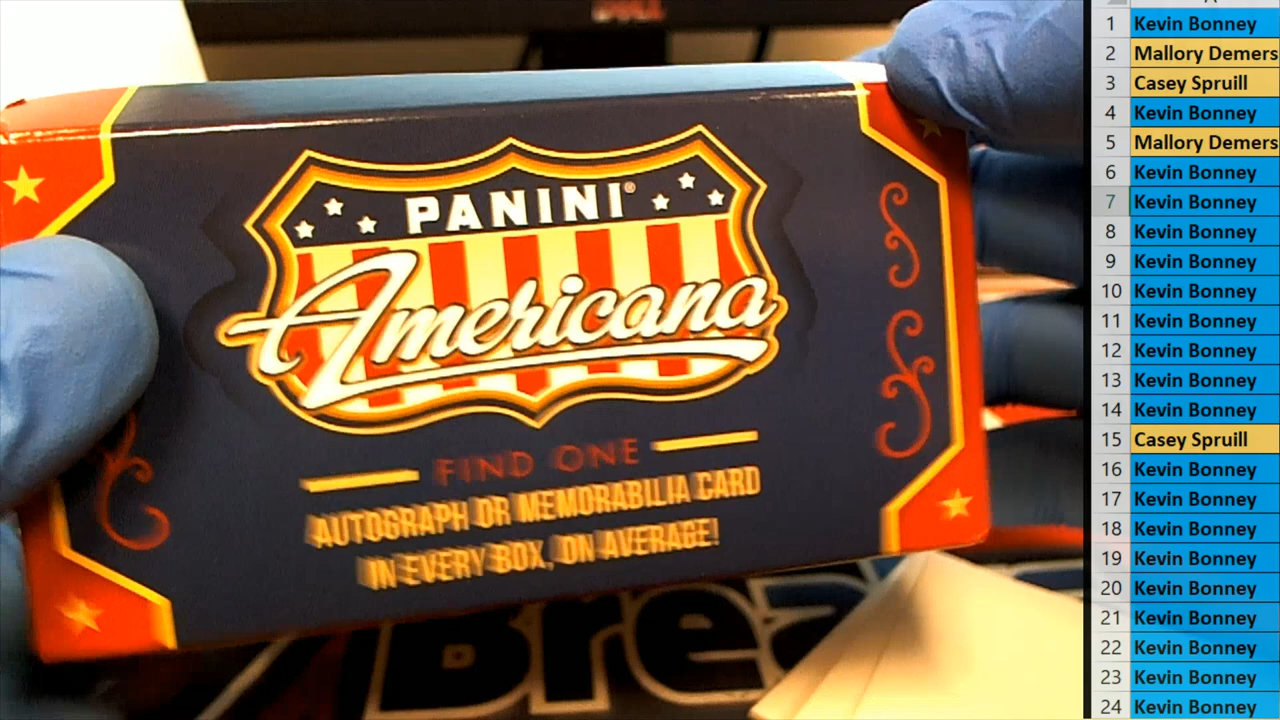 DELL
PANINI®
Americana
FIND ONE
AUTOGRAPH OR MEMORABILIA CARD
IN EVERY BOX, ON AVERAGE!
Brea
1 Kevin Bonney
2 Mallory Demers
3 Casey Spruill
4 Kevin Bonney
5 Mallory Demers
6 Kevin Bonney
7 Kevin Bonney
8 Kevin Bonney
9 Kevin Bonney
10 Kevin Bonney
11 Kevin Bonney
12 Kevin Bonney
13 Kevin Bonney
14 Kevin Bonney
15 Casey Spruill
16 Kevin Bonney
17 Kevin Bonney
18 Kevin Bonney
19 Kevin Bonney
20 Kevin Bonney
21 Kevin Bonney
22 Kevin Bonney
23 Kevin Bonney
24 Kevin Bonney